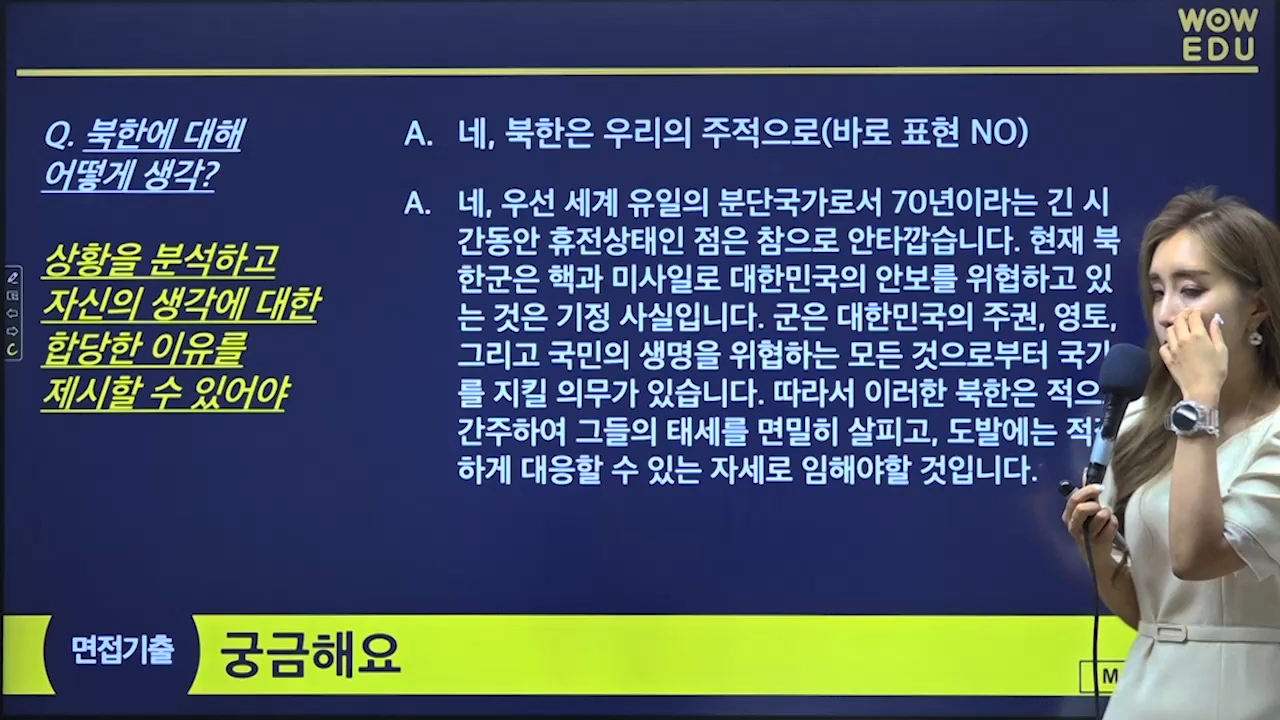 WOW
EDU
Q. 북한에 대해
어떻게 생각?
상황을 분석하고
자신의 생각에 대한
합당한 이유를
제시할 수 있어야
A. 네, 북한은 우리의 주적으로(바로 표현 NO)
A. 네, 우선 세계 유일의 분단국가로서 70년이라는 긴 시
간동안 휴전상태인 점은 참으로 안타깝습니다. 현재 북
한군은 핵과 미사일로 대한민국의 안보를 위협하고 있
는 것은 기정 사실입니다. 군은 대한민국의 주권, 영토,
그리고 국민의 생명을 위협하는 모든 것으로부터 국가
를 지킬 의무가 있습니다. 따라서 이러한 북한은 적으
간주하여 그들의 태세를 면밀히 살피고, 도발에는 적
하게 대응할 수 있는 자세로 임해야할 것입니다.
면접기출
궁금해요
M